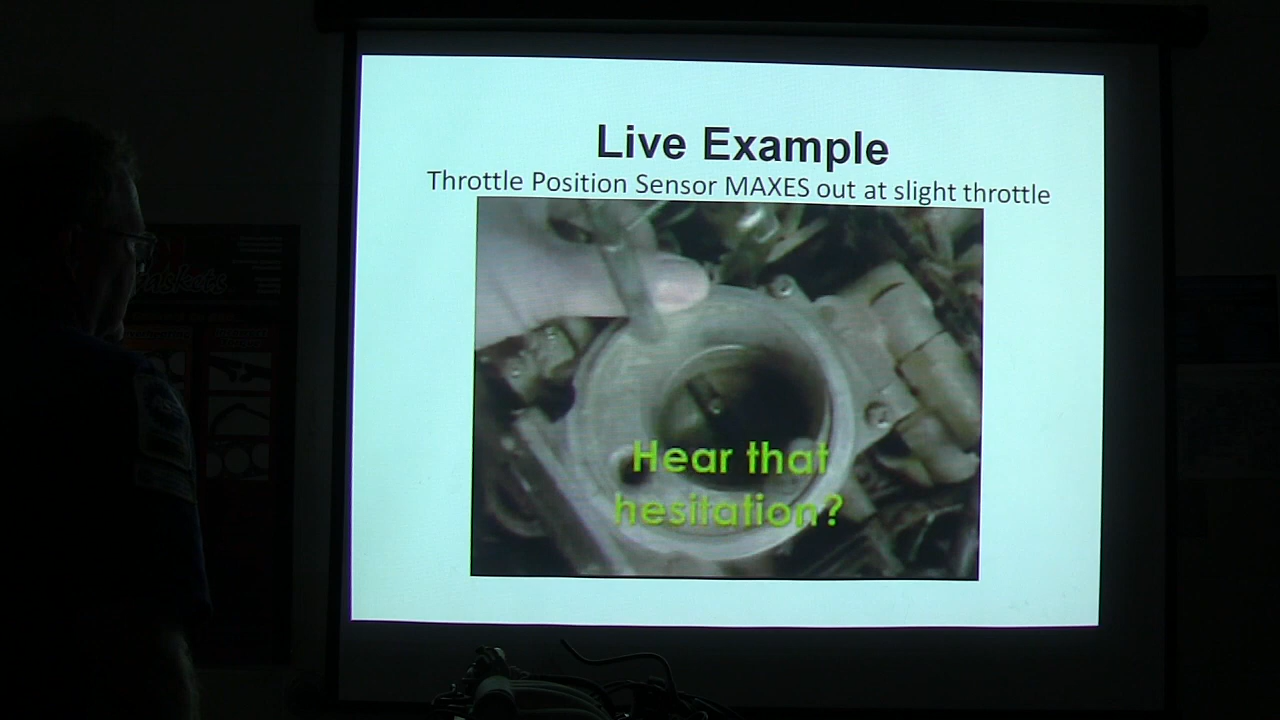 Live Example
Throttle Position Sensor MAXES out at slight throttle
Hear that
hesitation?